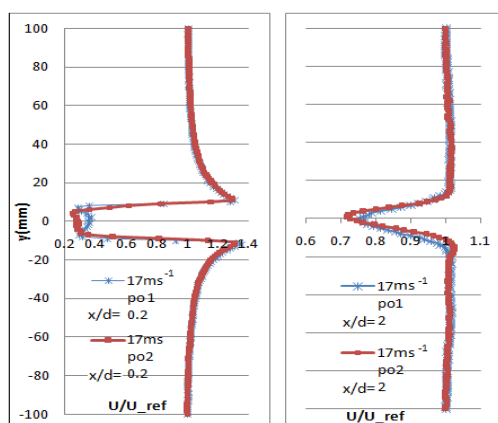 100
80
60
40
20
0
-20
-40
-60
-80
-100
y(mm)
0.2 0.4 0.6 0.8 1 1.2 1.4
17ms⁻¹
po1
x/d= 0.2
17ms
po2
x/d= 0.2
U/U_ref
0.6 0.7 0.8 0.9 1 1.1
17ms⁻¹
po1
x/d= 2
17ms⁻¹
po2
x/d= 2
U/U_ref